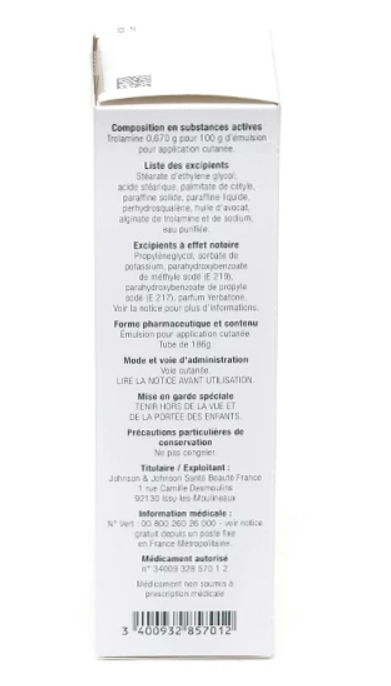 Composition en substances actives
Trolamine 0,670 g pour 100 g d'émulsion
pour application cutanée.
Liste des excipients
Stéarate d'éthylène glycol,
acide stéarique, palmitate de cétyle,
paraffine solide, paraffine liquide,
perhydrosqualène, huile d'avocat,
alginate de trolamine et de sodium,
eau purifiée.
Excipients à effet notoire
Propylèneglycol, sorbate de
potassium, parahydroxybenzoate
de méthyle sodé (E 219),
parahydroxybenzoate de propyle
sodé (E 217), parfum Yerbatone.
Voir la notice pour plus d'informations.
Forme pharmaceutique et contenu
Émulsion pour application cutanée
Tube de 186g
Mode et voie d'administration
Voie cutanée.
LIRE LA NOTICE AVANT UTILISATION.
Mise en garde spéciale
TENIR HORS DE LA VUE ET
DE LA PORTÉE DES ENFANTS.
Précautions particulières de
conservation
Ne pas congeler.
Titulaire / Exploitant :
Johnson & Johnson Santé Beauté France
1 rue Camille Desmoulins
92130 Issy-les-Moulineaux
Information médicale :
N° Vert : 00 800 260 26 000 - voir notice
gratuit depuis un poste fixe
en France Métropolitaine.
Médicament autorisé
n° 34009 328 570 1 2
Médicament non soumis à
prescription médicale
3 400932 857012